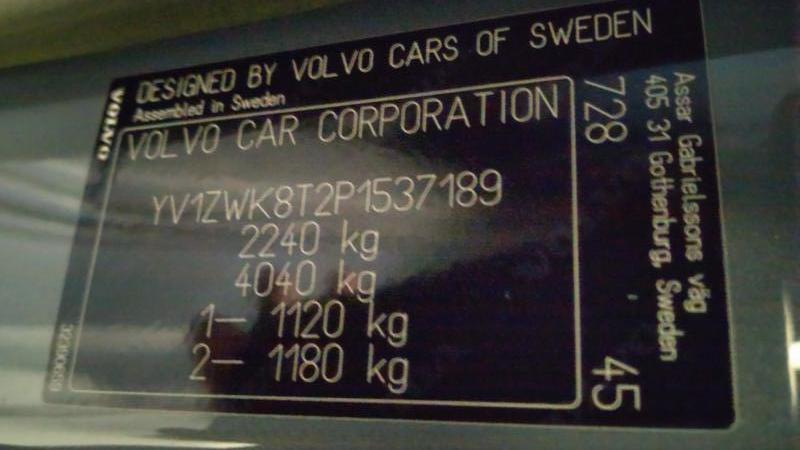 DESIGNED BY VOLVO CARS OF SWEDEN
Assembled in Sweden
VOLVO
VOLVO CAR CORPORATION
YV1ZWK8T2P1537189
2240 kg
4040 kg
1– 1120 kg
2– 1180 kg
728
45
Assar Gabrielssons väg
405 31 Gothenburg, Sweden